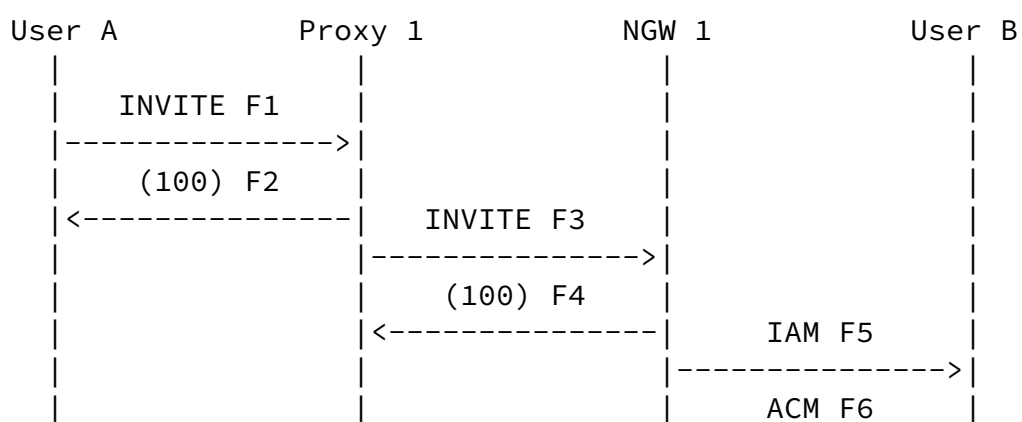 User A Proxy 1 NGW 1 User B
INVITE F1
(100) F2
INVITE F3
(100) F4
IAM F5
ACM F6